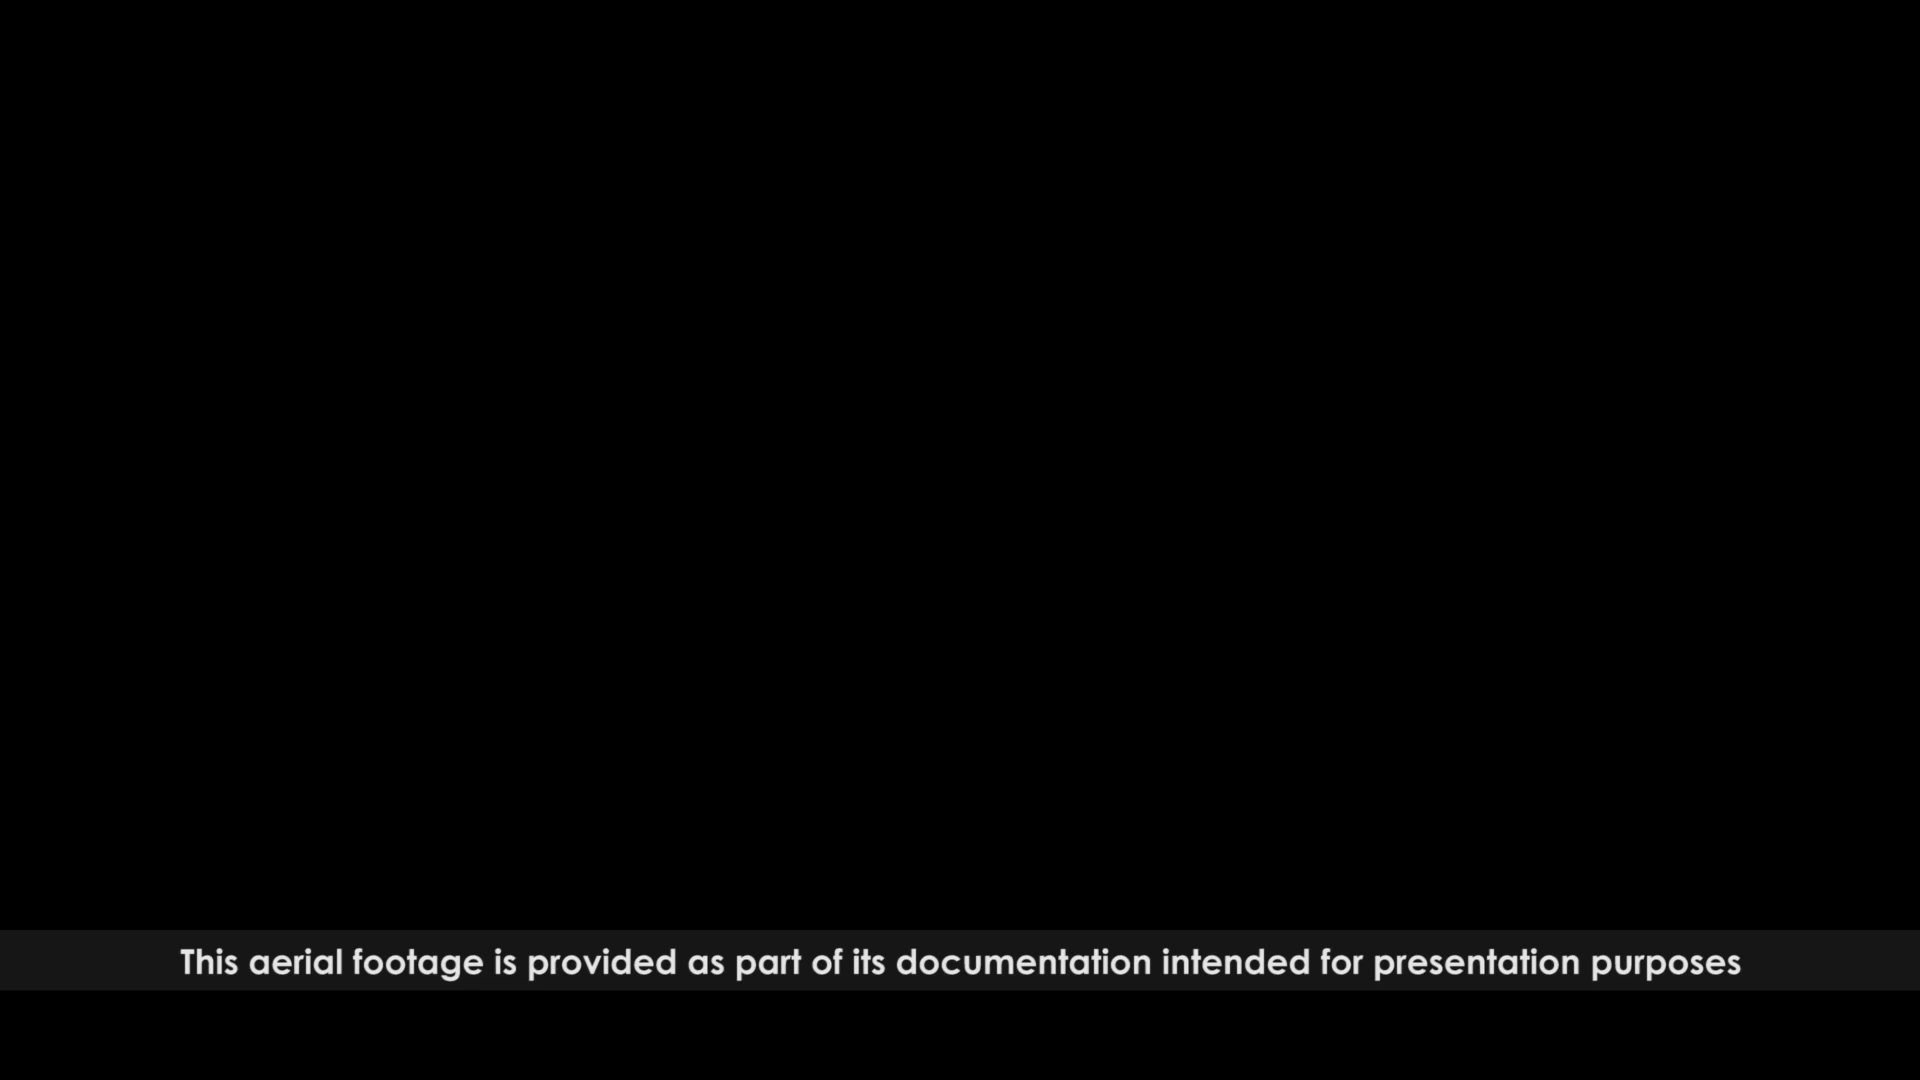 This aerial footage is provided as part of its documentation intended for presentation purposes